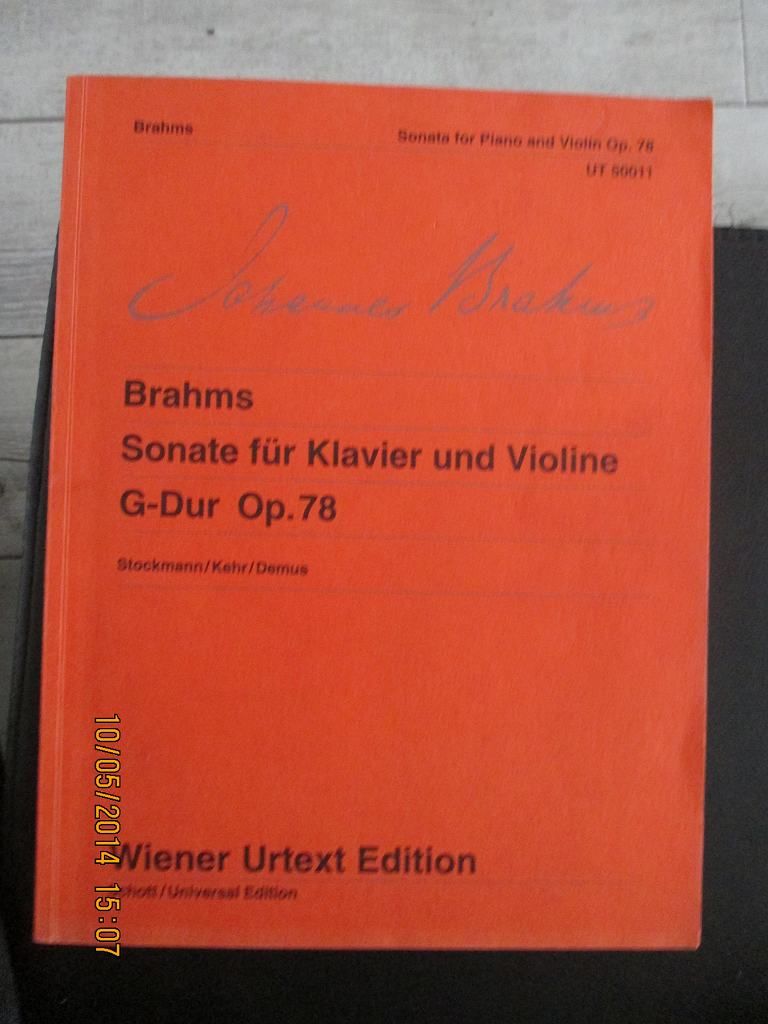 Brahms
Sonata for Piano and Violin Op. 78
UT 50011
Johannes Brahms
Brahms
Sonate für Klavier und Violine
G-Dur Op.78
Stockmann/Kehr/Demus
Wiener Urtext Edition
Schott/Universal Edition
10/05/2014 15:07